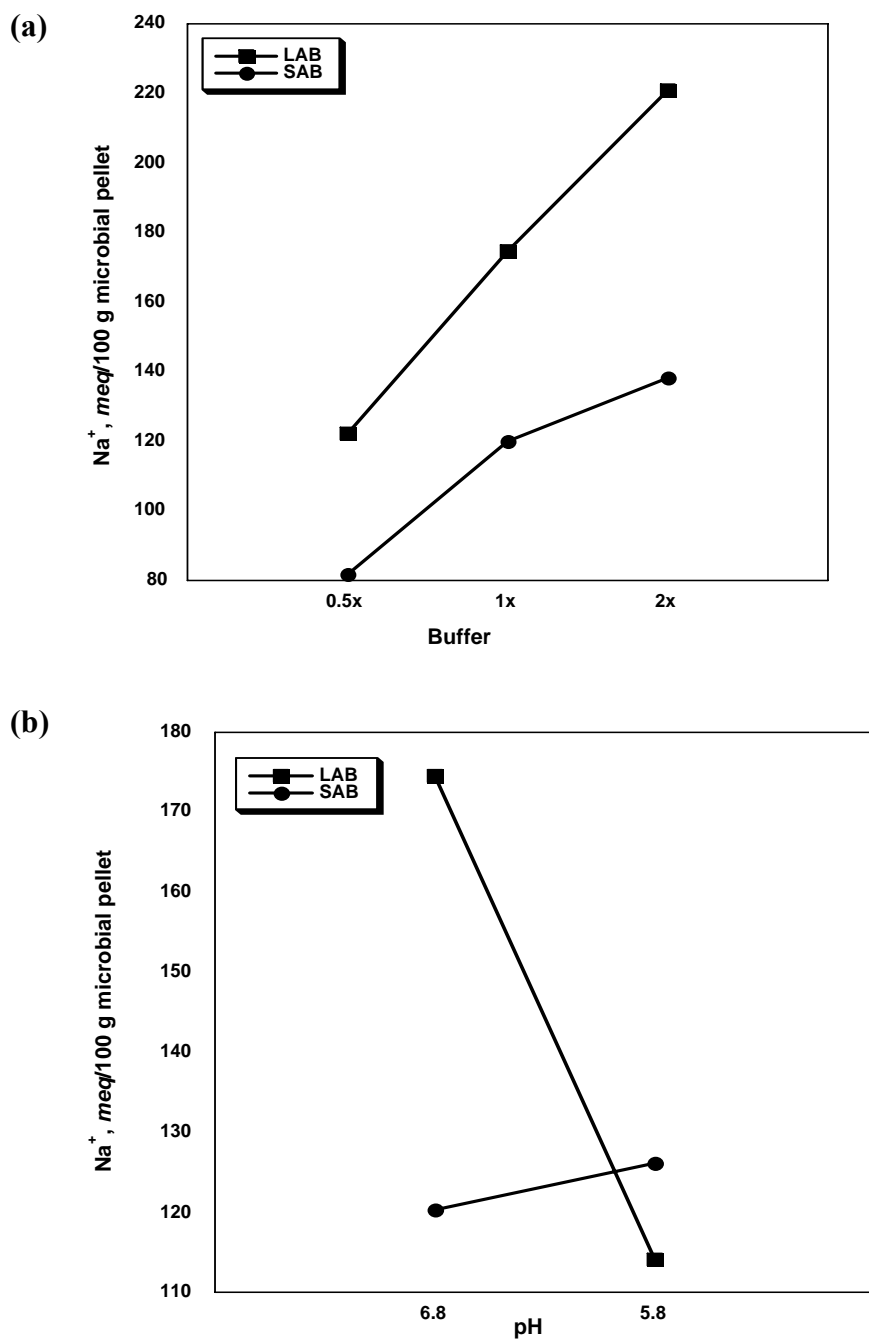 (a)
240
220
200
180
160
140
120
100
80
Na⁺, meq/100 g microbial pellet
LAB
SAB
0.5x 1x 2x
Buffer
(b)
180
170
160
150
140
130
120
110
Na⁺, meq/100 g microbial pellet
LAB
SAB
6.8 5.8
pH